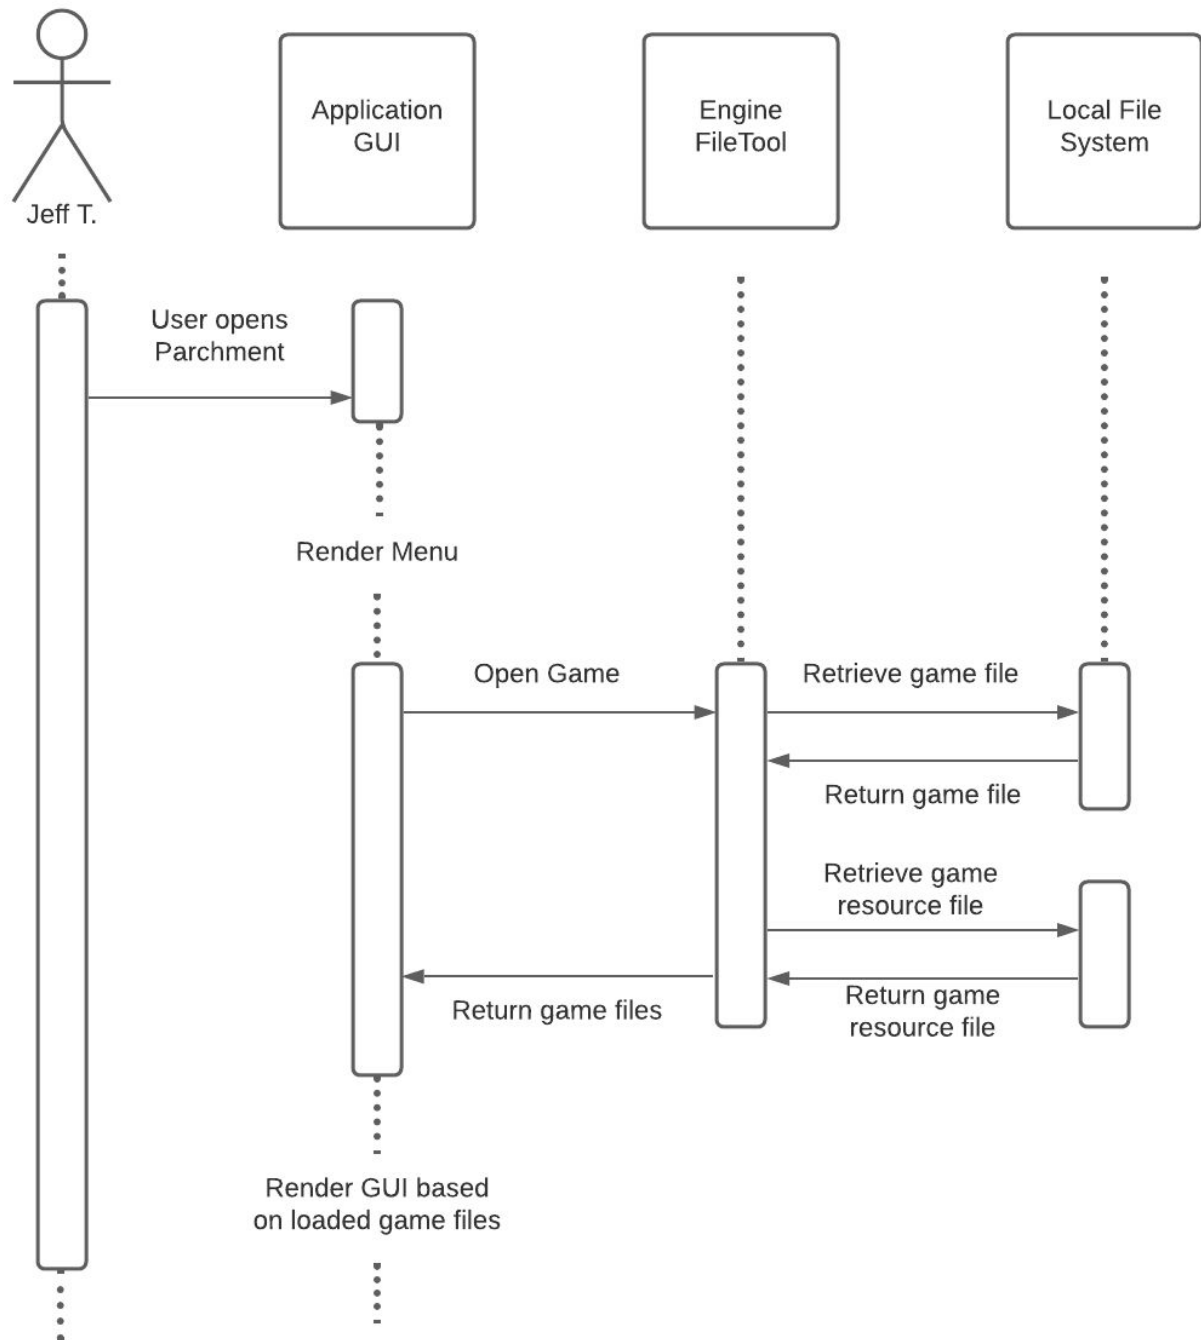 Jeff T.
Application
GUI
Engine
FileTool
Local File
System
User opens
Parchment
Render Menu
Open Game
Retrieve game file
Return game file
Retrieve game
resource file
Return game files
Return game
resource file
Render GUI based
on loaded game files